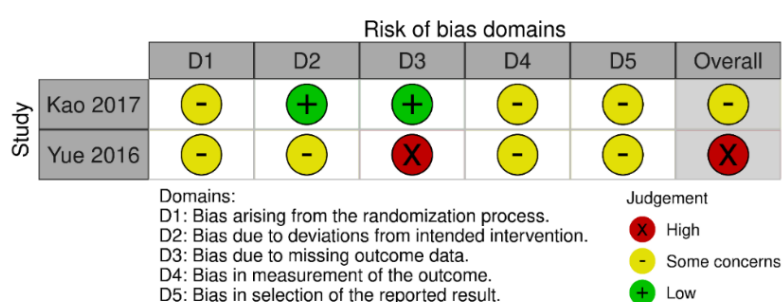 Risk of bias domains
D1 D2 D3 D4 D5 Overall
Study
Kao 2017 - + + - - -
Yue 2016 - - X - - X
Domains:
D1: Bias arising from the randomization process.
D2: Bias due to deviations from intended intervention.
D3: Bias due to missing outcome data.
D4: Bias in measurement of the outcome.
D5: Bias in selection of the reported result.
Judgement
X High
- Some concerns
+ Low